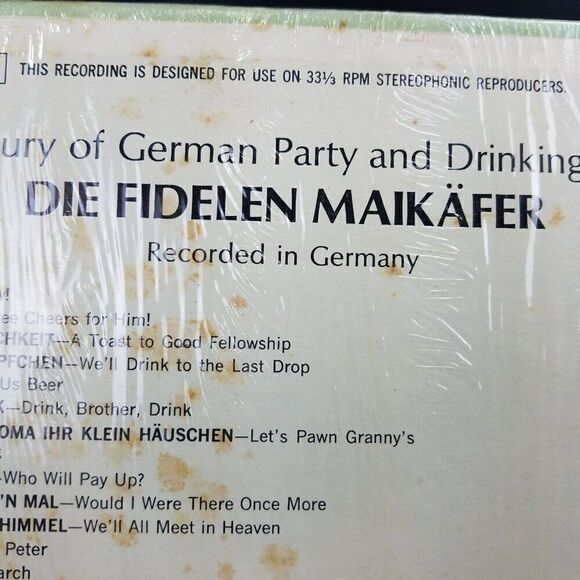 THIS RECORDING IS DESIGNED FOR USE ON 33⅓ RPM STEREOPHONIC REPRODUCERS.
ury of German Party and Drinking
DIE FIDELEN MAIKÄFER
Recorded in Germany
!
ee Cheers for Him!
CHKEIT—A Toast to Good Fellowship
PFCHEN—We'll Drink to the Last Drop
Us Beer
K—Drink, Brother, Drink
OMA IHR KLEIN HÄUSCHEN—Let's Pawn Granny's
—Who Will Pay Up?
'N MAL—Would I Were There Once More
HIMMEL—We'll All Meet in Heaven
Peter
arch